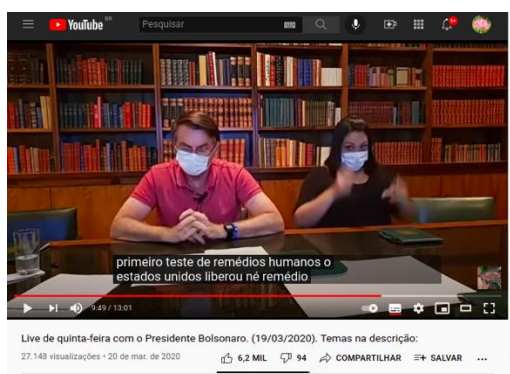 YouTube BR
Pesquisar
9+
primeiro teste de remédios humanos o
estados unidos liberou né remédio
9:49 / 13:01
Live de quinta-feira com o Presidente Bolsonaro. (19/03/2020). Temas na descrição:
27.148 visualizações • 20 de mar. de 2020 6,2 MIL 94 COMPARTILHAR SALVAR ...